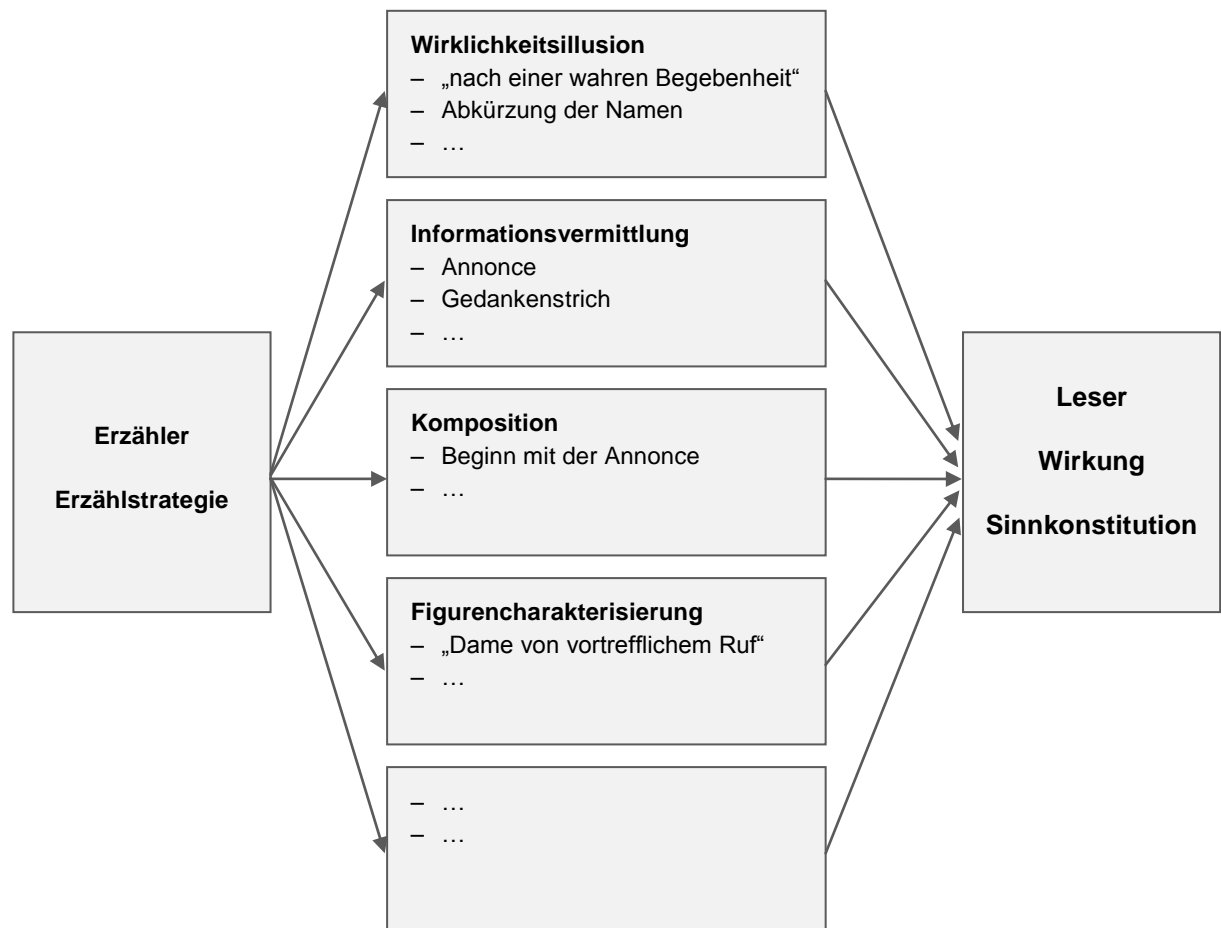 Wirklichkeitsillusion
– „nach einer wahren Begebenheit“
– Abkürzung der Namen
– …
Informationsvermittlung
– Annonce
– Gedankenstrich
– …
Erzähler
Erzählstrategie
Komposition
– Beginn mit der Annonce
– …
Figurencharakterisierung
– „Dame von vortrefflichem Ruf“
– …
– …
– …
Leser
Wirkung
Sinnkonstitution